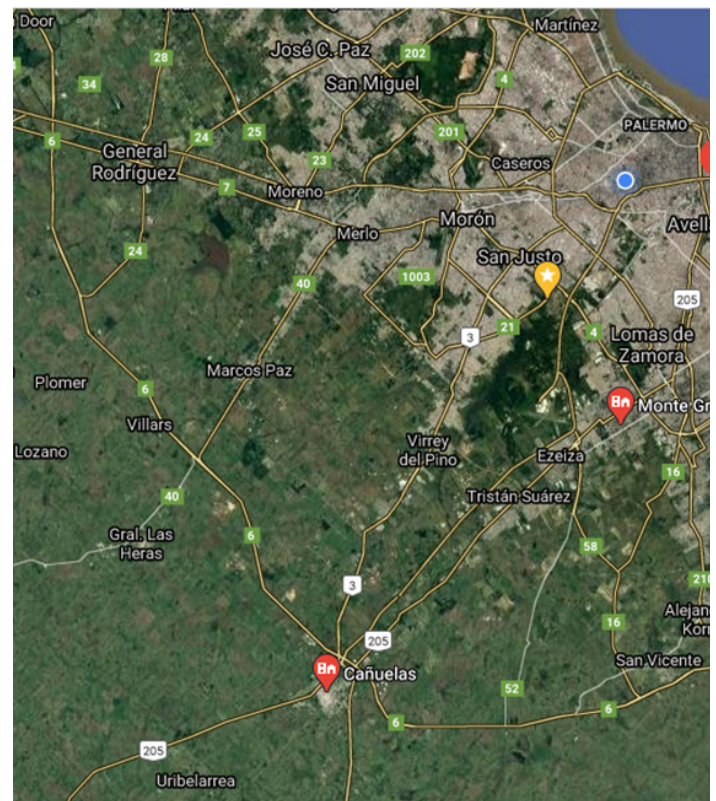 Door
Martínez
José C. Paz
202
28
34
San Miguel
4
PALERMO
6
24
25
201
General
Rodríguez
23
Caseros
7
Moreno
Morón
Merlo
Avell
24
San Justo
40
1003
205
21
4
3
Lomas de
Zamora
Marcos Paz
Plomer
6
Monte Gr
Villars
Virrey
del Pino
Lozano
Ezeiza
16
40
Tristán Suárez
Gral. Las
Heras
6
58
3
210
Alejan
Korn
16
205
San Vicente
Cañuelas
52
6
6
205
Uribelarrea